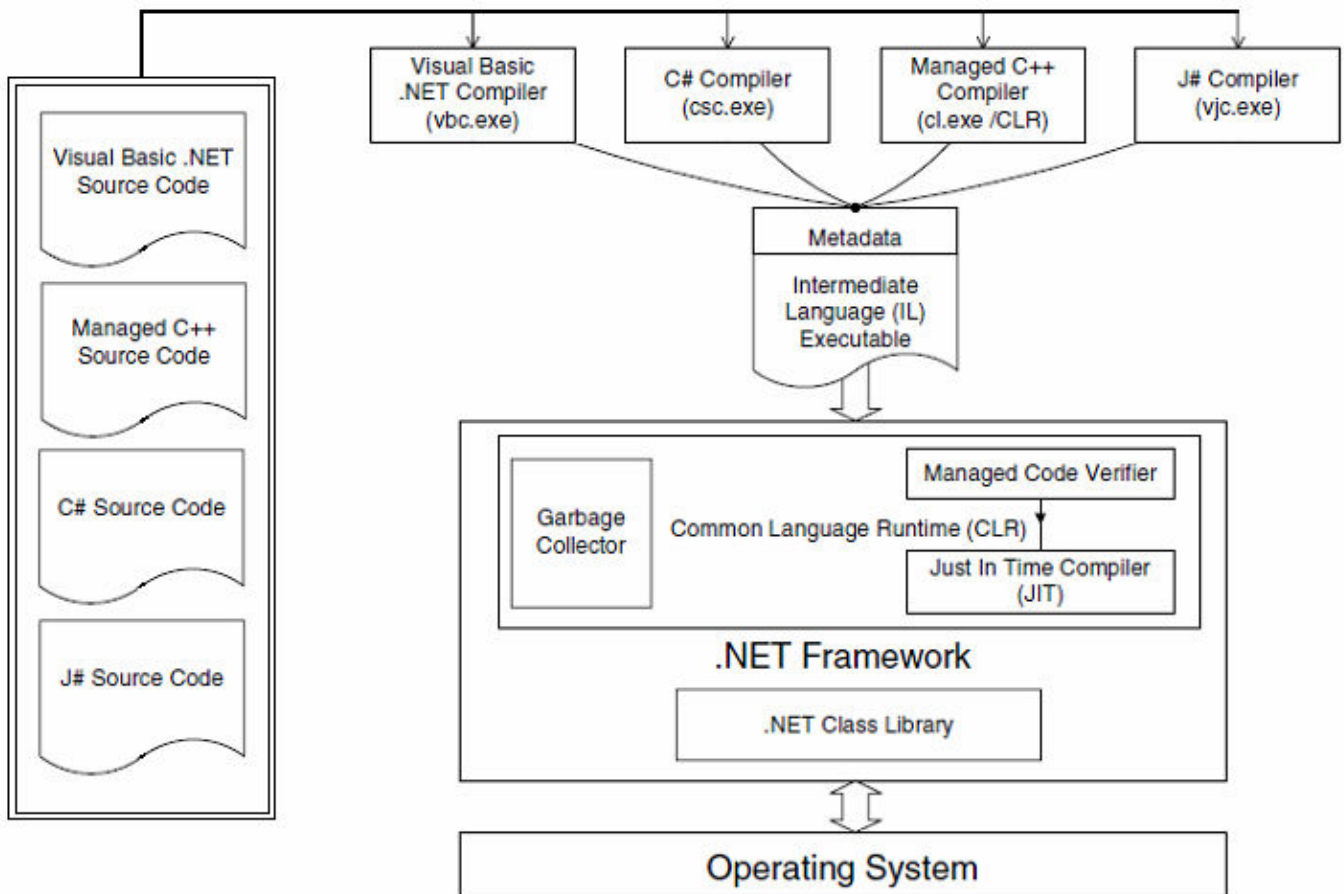 Visual Basic
.NET Compiler
(vbc.exe)
C# Compiler
(csc.exe)
Managed C++
Compiler
(cl.exe /CLR)
J# Compiler
(vjc.exe)
Visual Basic .NET
Source Code
Managed C++
Source Code
C# Source Code
J# Source Code
Metadata
Intermediate
Language (IL)
Executable
Garbage
Collector
Common Language Runtime (CLR)
Managed Code Verifier
Just In Time Compiler
(JIT)
.NET Framework
.NET Class Library
Operating System